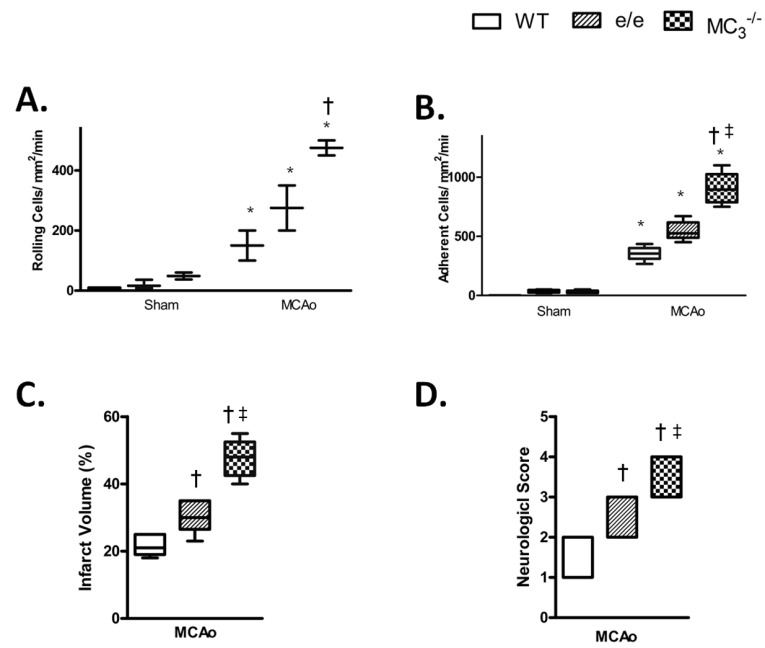 WT e/e MC3-/-
A.
†
*
*
*
Rolling Cells/ mm2/min
400
200
0
Sham MCAo
B.
† ‡
*
*
*
Adherent Cells/ mm2/min
1000
500
0
Sham MCAo
C.
† ‡
†
Infarct Volume (%)
60
40
20
0
MCAo
D.
† ‡
†
Neurologicl Score
5
4
3
2
1
0
MCAo